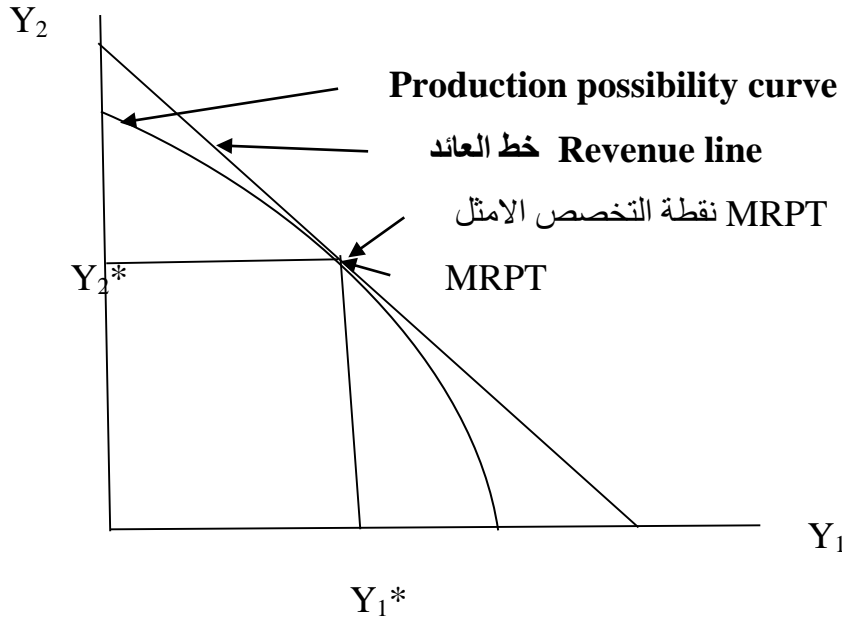 Y₂
Production possibility curve
خط العائد Revenue line
MRPT نقطة التخصص الامثل
Y₂* MRPT
Y₁
Y₁*